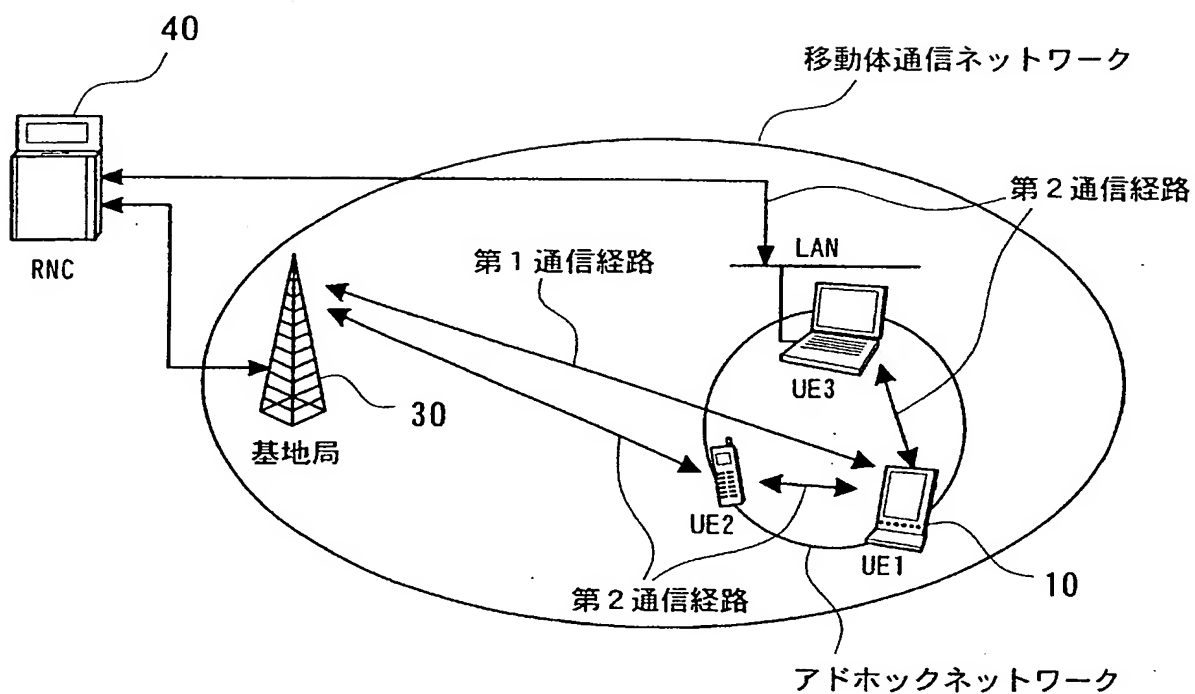 40
移動体通信ネットワーク
第2通信経路
RNC
LAN
第1通信経路
UE3
30
基地局
UE2
UE1
10
第2通信経路
アドホックネットワーク